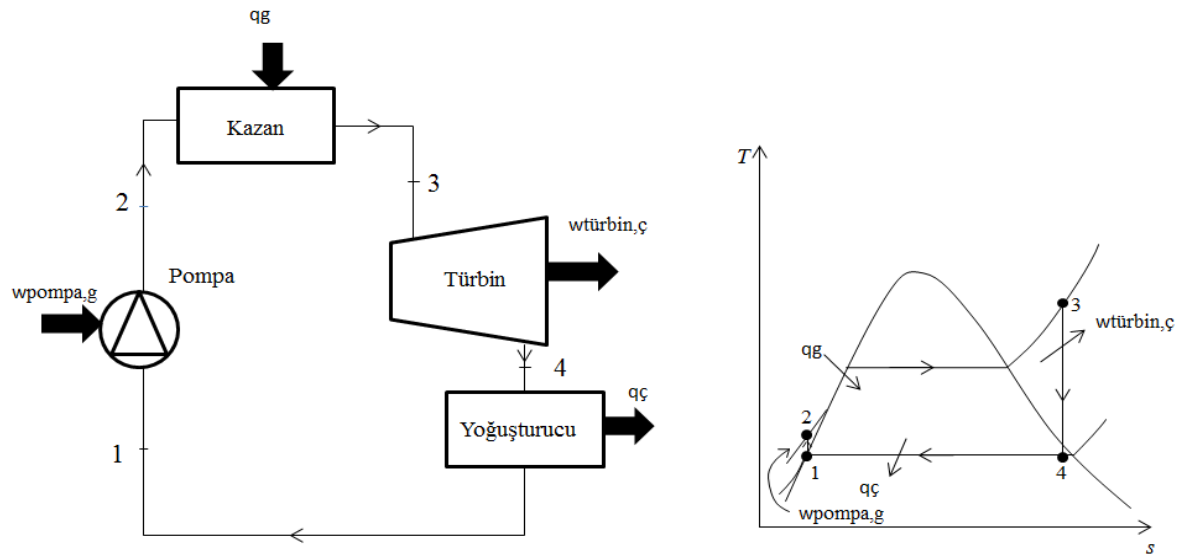 qg
Kazan
2
3
wtürbin,ç
Türbin
Pompa
wpompa,g
4
qç
Yoğuşturucu
1
T
3
wtürbin,ç
qg
2
1
4
qç
wpompa,g
s